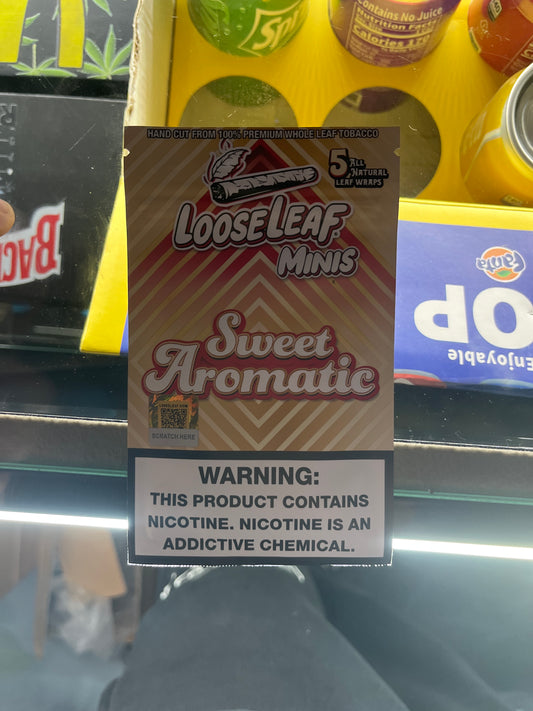 Spri
Contains No Juice
Nutrition Facts
Calories
HAND CUT FROM 100% PREMIUM WHOLE LEAF TOBACCO
5 ALL
NATURAL
LEAF WRAPS
LOOSELEAF
MINIS
BAC
Fanta
POP
Enjoyable
Sweet
Aromatic
SCRATCH HERE
WARNING:
THIS PRODUCT CONTAINS
NICOTINE. NICOTINE IS AN
ADDICTIVE CHEMICAL.